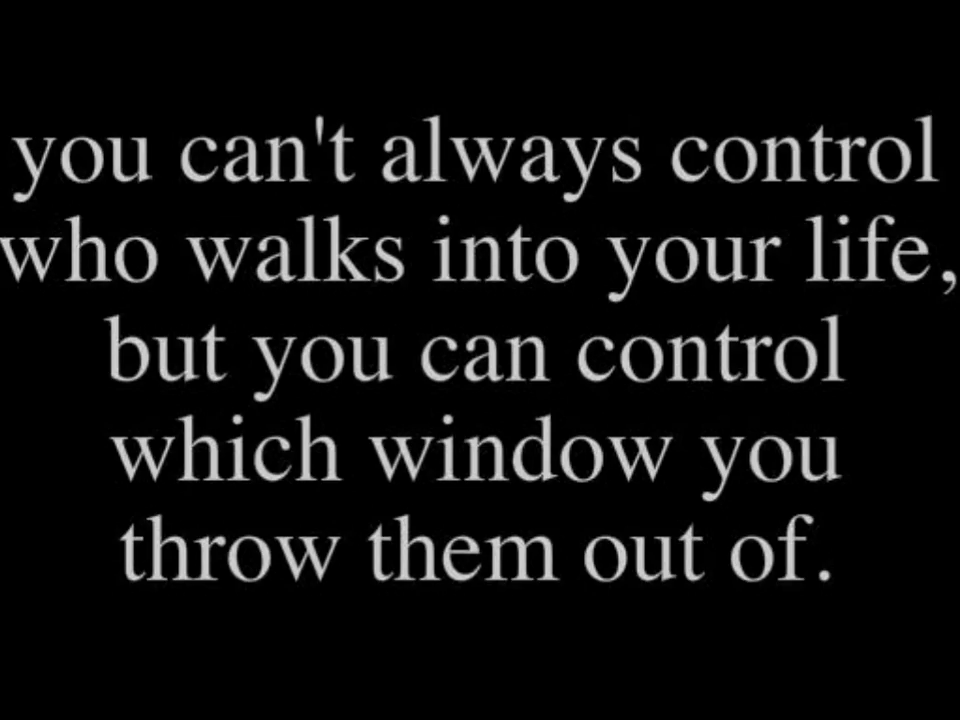 you can't always control
who walks into your life,
but you can control
which window you
throw them out of.